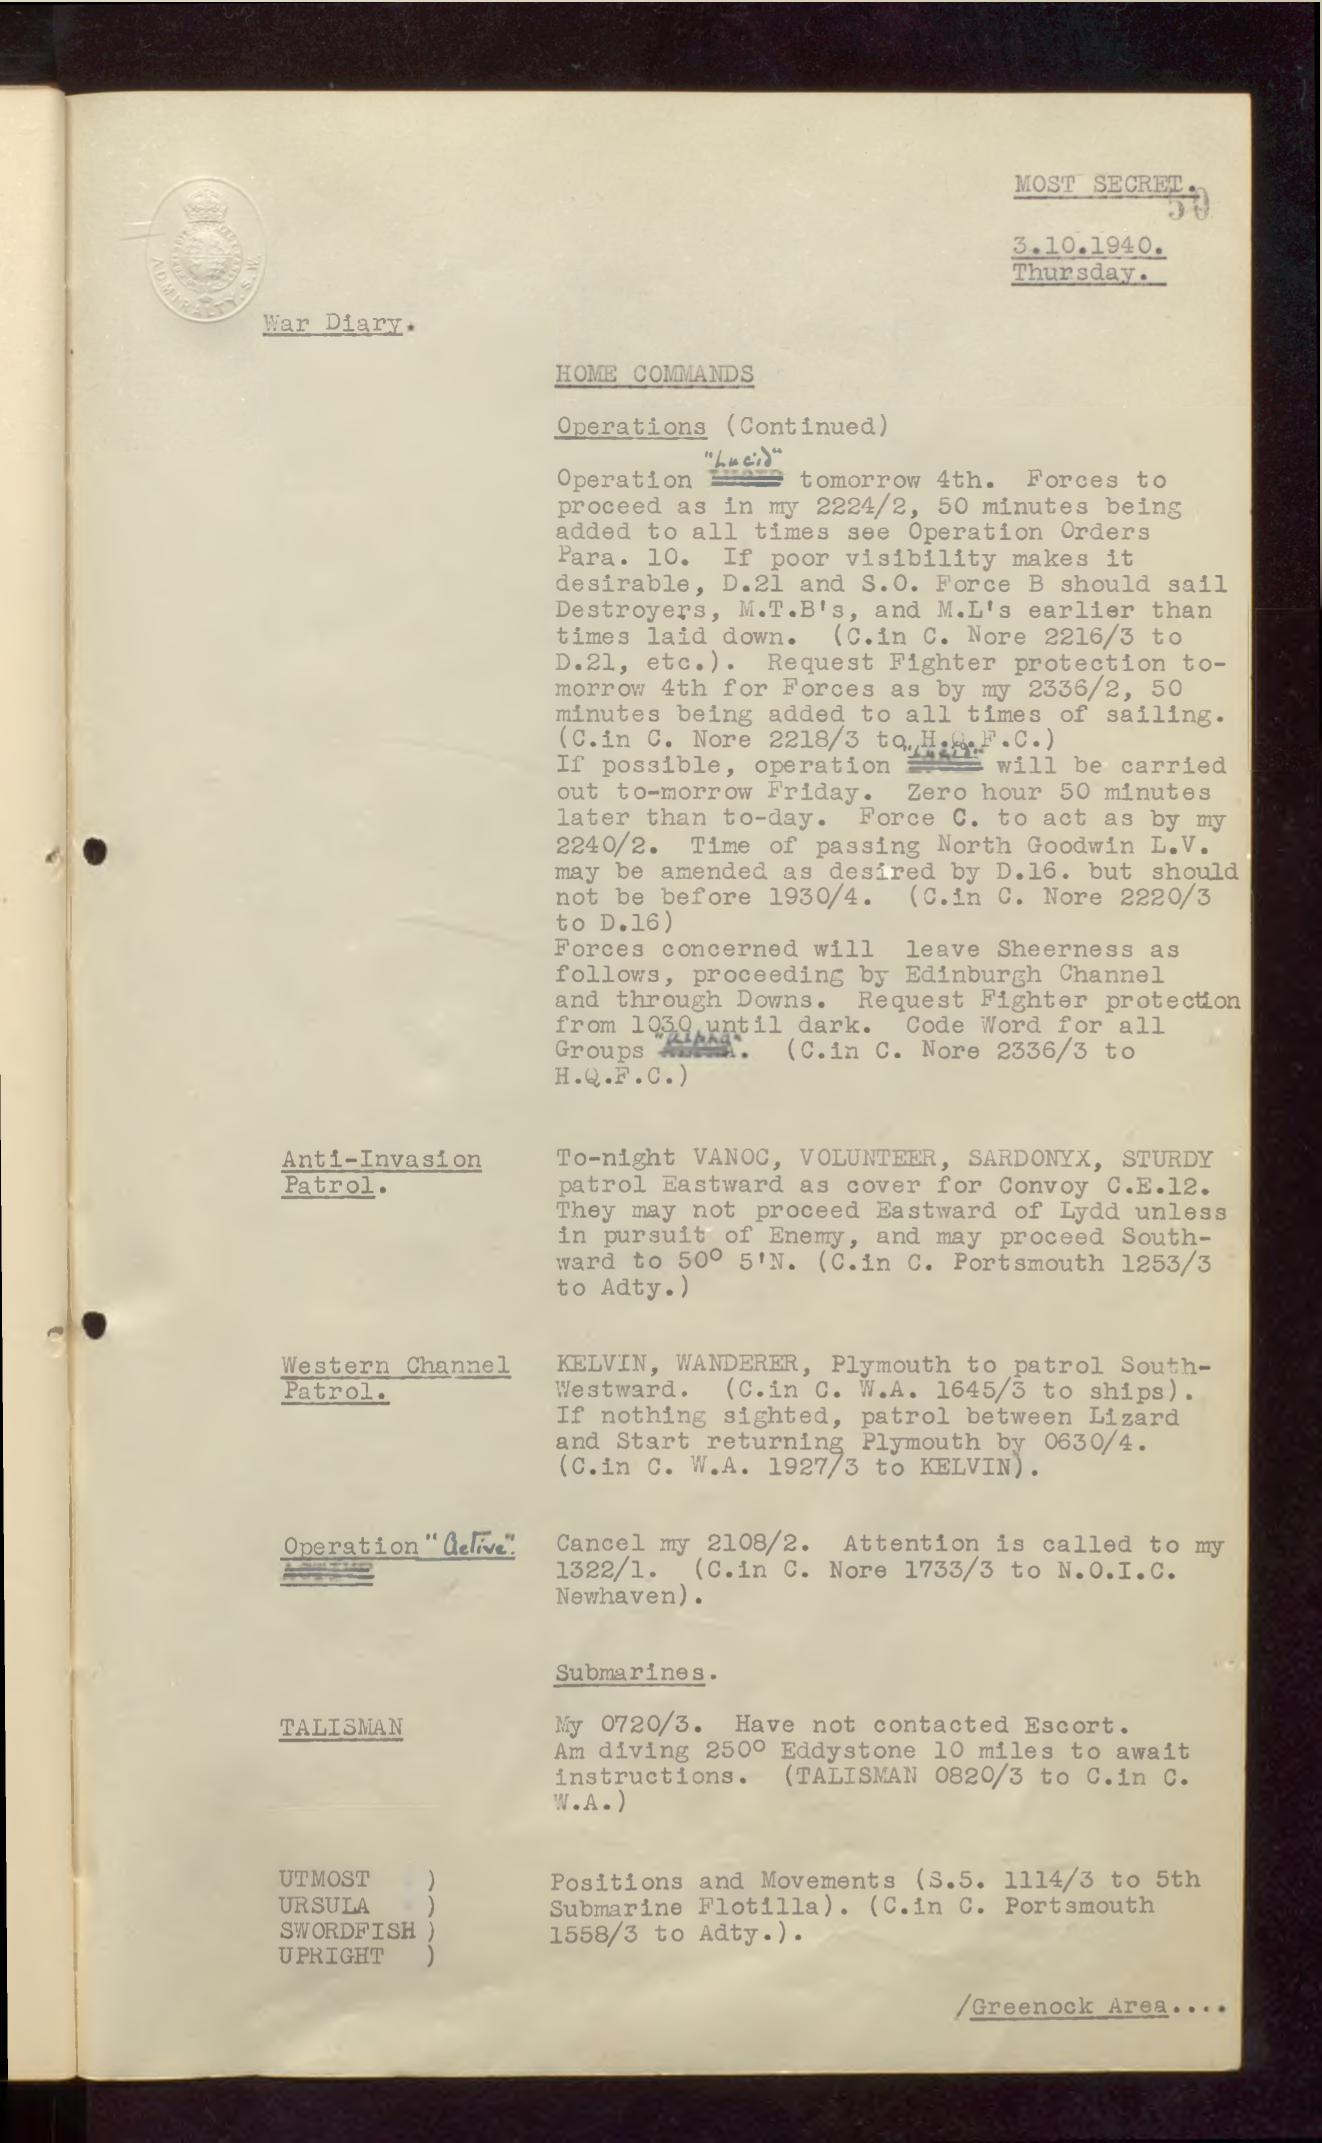 MOST SECRET.
50
3.10.1940.
Thursday.
ADMIRALTY. S.W.
War Diary.
HOME COMMANDS
Operations (Continued)
"Lucid"
Operation tomorrow 4th. Forces to
proceed as in my 2224/2, 50 minutes being
added to all times see Operation Orders
Para. 10. If poor visibility makes it
desirable, D.21 and S.O. Force B should sail
Destroyers, M.T.B's, and M.L's earlier than
times laid down. (C.in C. Nore 2216/3 to
D.21, etc.). Request Fighter protection to-
morrow 4th for Forces as by my 2336/2, 50
minutes being added to all times of sailing.
(C.in C. Nore 2218/3 to H.Q.F.C.)
"Lucid"
If possible, operation will be carried
out to-morrow Friday. Zero hour 50 minutes
later than to-day. Force C. to act as by my
2240/2. Time of passing North Goodwin L.V.
may be amended as desired by D.16. but should
not be before 1930/4. (C.in C. Nore 2220/3
to D.16)
Forces concerned will leave Sheerness as
follows, proceeding by Edinburgh Channel
and through Downs. Request Fighter protection
from 1030 until dark. Code Word for all
"Alpha"
Groups . (C.in C. Nore 2336/3 to
H.Q.F.C.)
Anti-Invasion
Patrol.
To-night VANOC, VOLUNTEER, SARDONYX, STURDY
patrol Eastward as cover for Convoy C.E.12.
They may not proceed Eastward of Lydd unless
in pursuit of Enemy, and may proceed South-
ward to 50° 5'N. (C.in C. Portsmouth 1253/3
to Adty.)
Western Channel
Patrol.
KELVIN, WANDERER, Plymouth to patrol South-
Westward. (C.in C. W.A. 1645/3 to ships).
If nothing sighted, patrol between Lizard
and Start returning Plymouth by 0630/4.
(C.in C. W.A. 1927/3 to KELVIN).
Operation "Active".
Cancel my 2108/2. Attention is called to my
1322/1. (C.in C. Nore 1733/3 to N.O.I.C.
Newhaven).
Submarines.
TALISMAN
My 0720/3. Have not contacted Escort.
Am diving 250° Eddystone 10 miles to await
instructions. (TALISMAN 0820/3 to C.in C.
W.A.)
UTMOST )
URSULA )
SWORDFISH )
UPRIGHT )
Positions and Movements (S.5. 1114/3 to 5th
Submarine Flotilla). (C.in C. Portsmouth
1558/3 to Adty.).
/Greenock Area....